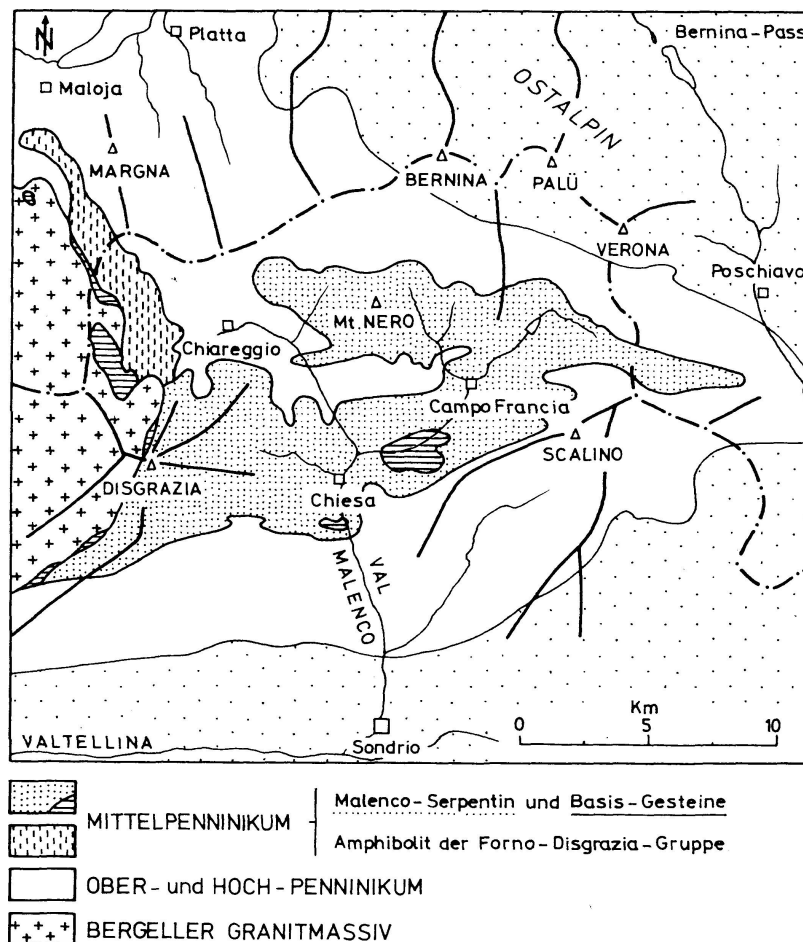 N
Platta
Bernina-Pass
Maloja
OSTALPIN
MARGNA
BERNINA
PALÜ
VERONA
Poschiavo
Mt. NERO
Chiareggio
Campo Francia
SCALINO
DISGRAZIA
Chiesa
VAL
MALENCO
Km
0 5 10
VALTELLINA
Sondrio
MITTELPENNINIKUM
Malenco-Serpentin und Basis-Gesteine
Amphibolit der Forno-Disgrazia-Gruppe
OBER- und HOCH-PENNINIKUM
BERGELLER GRANITMASSIV